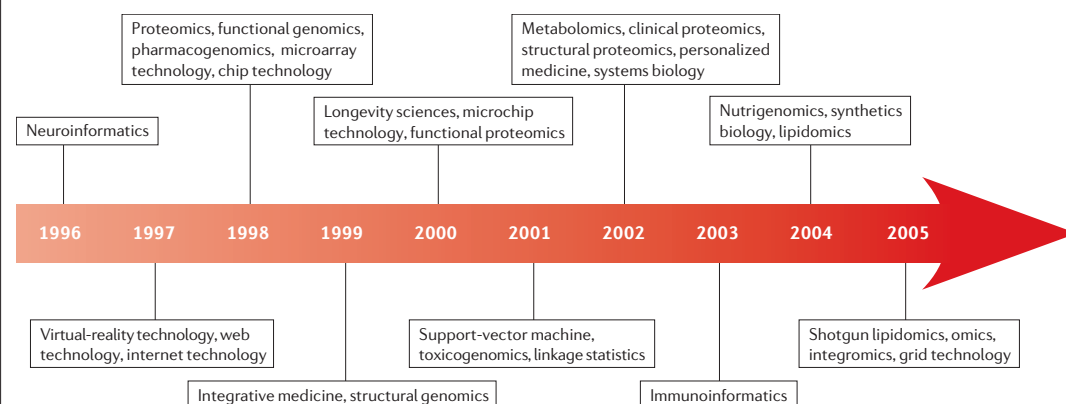 Proteomics, functional genomics,
pharmacogenomics, microarray
technology, chip technology
Metabolomics, clinical proteomics,
structural proteomics, personalized
medicine, systems biology
Neuroinformatics
Longevity sciences, microchip
technology, functional proteomics
Nutrigenomics, synthetics
biology, lipidomics
1996 1997 1998 1999 2000 2001 2002 2003 2004 2005
Virtual-reality technology, web
technology, internet technology
Support-vector machine,
toxicogenomics, linkage statistics
Shotgun lipidomics, omics,
integromics, grid technology
Integrative medicine, structural genomics
Immunoinformatics